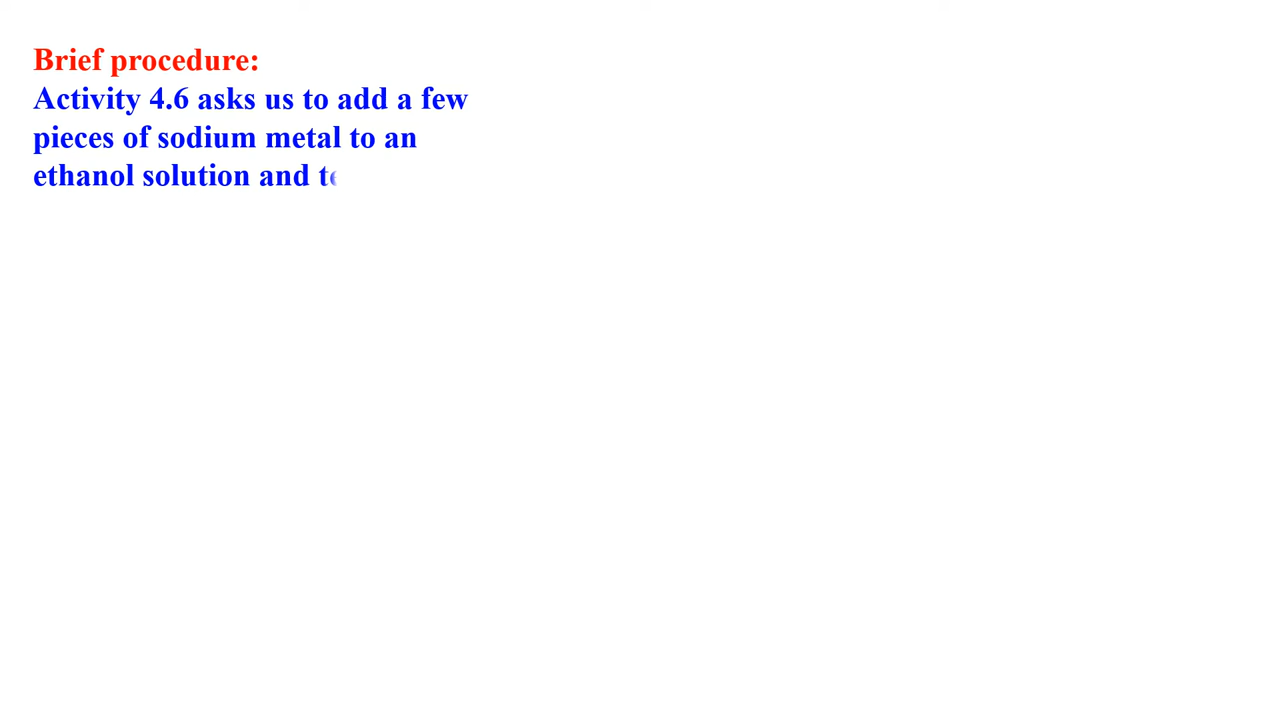 Brief procedure:
Activity 4.6 asks us to add a few
pieces of sodium metal to an
ethanol solution and